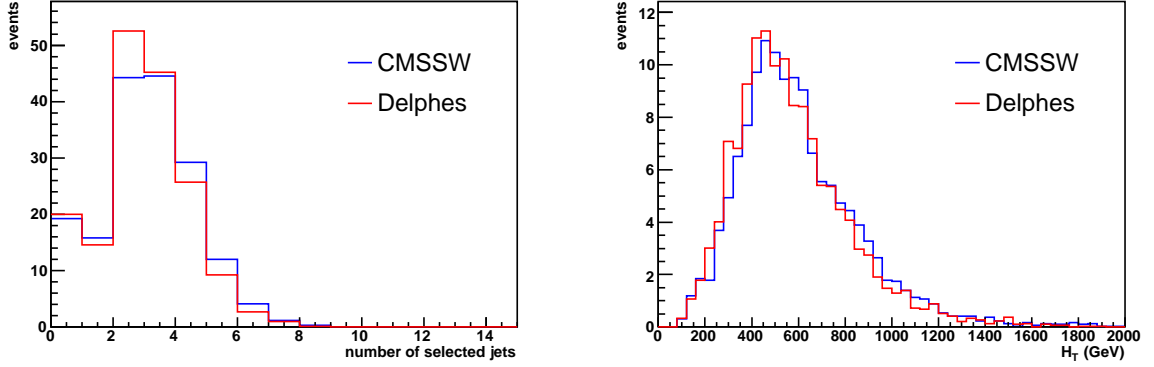 events
50
40
30
20
10
0
CMSSW
Delphes
0 2 4 6 8 10 12 14
number of selected jets
events
12
10
8
6
4
2
0
CMSSW
Delphes
0 200 400 600 800 1000 1200 1400 1600 1800 2000
H_T (GeV)